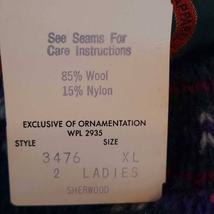 See Seams For
Care Instructions
85% Wool
15% Nylon
EXCLUSIVE OF ORNAMENTATION
WPL 2935
STYLE SIZE
3476 XL
2 LADIES
SHERWOOD